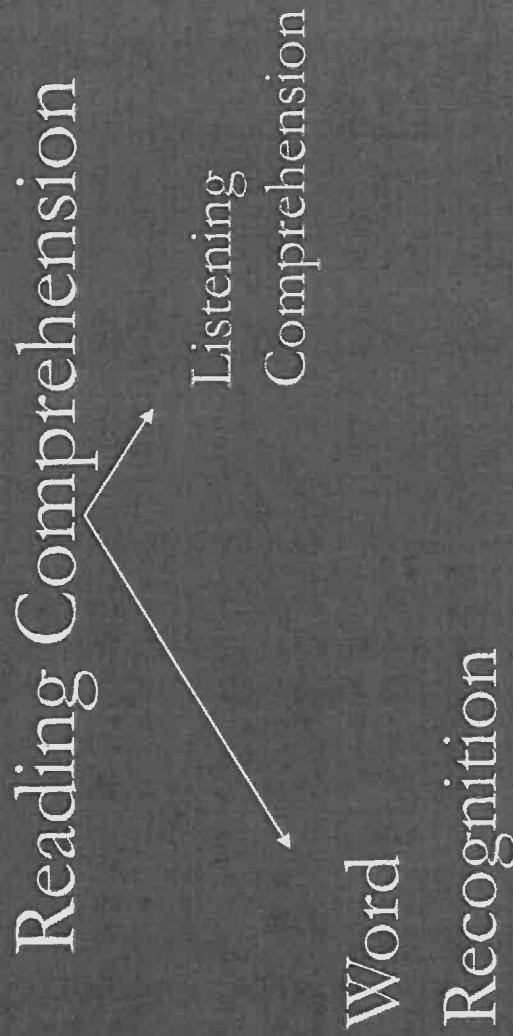 Reading Comprehension
Listening
Comprehension
Word
Recognition